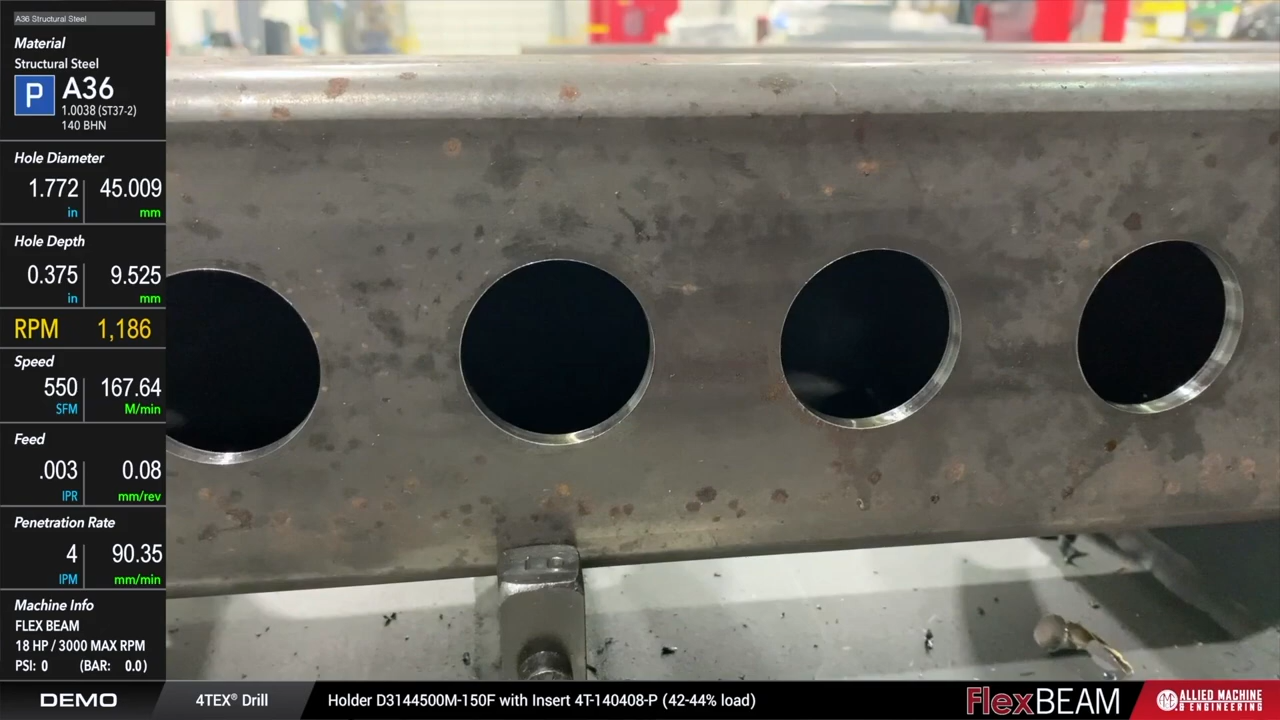 A36 Structural Steel
Material
Structural Steel
P A36
1.0038 (ST37-2)
140 BHN
Hole Diameter
1.772 45.009
in mm
Hole Depth
0.375 9.525
in mm
RPM 1,186
Speed
550 167.64
SFM M/min
Feed
.003 0.08
IPR mm/rev
Penetration Rate
4 90.35
IPM mm/min
Machine Info
FLEX BEAM
18 HP / 3000 MAX RPM
PSI: 0 (BAR: 0.0)
DEMO 4TEX® Drill Holder D3144500M-150F with Insert 4T-140408-P (42-44% load) FlexBEAM ALLIED MACHINE
& ENGINEERING